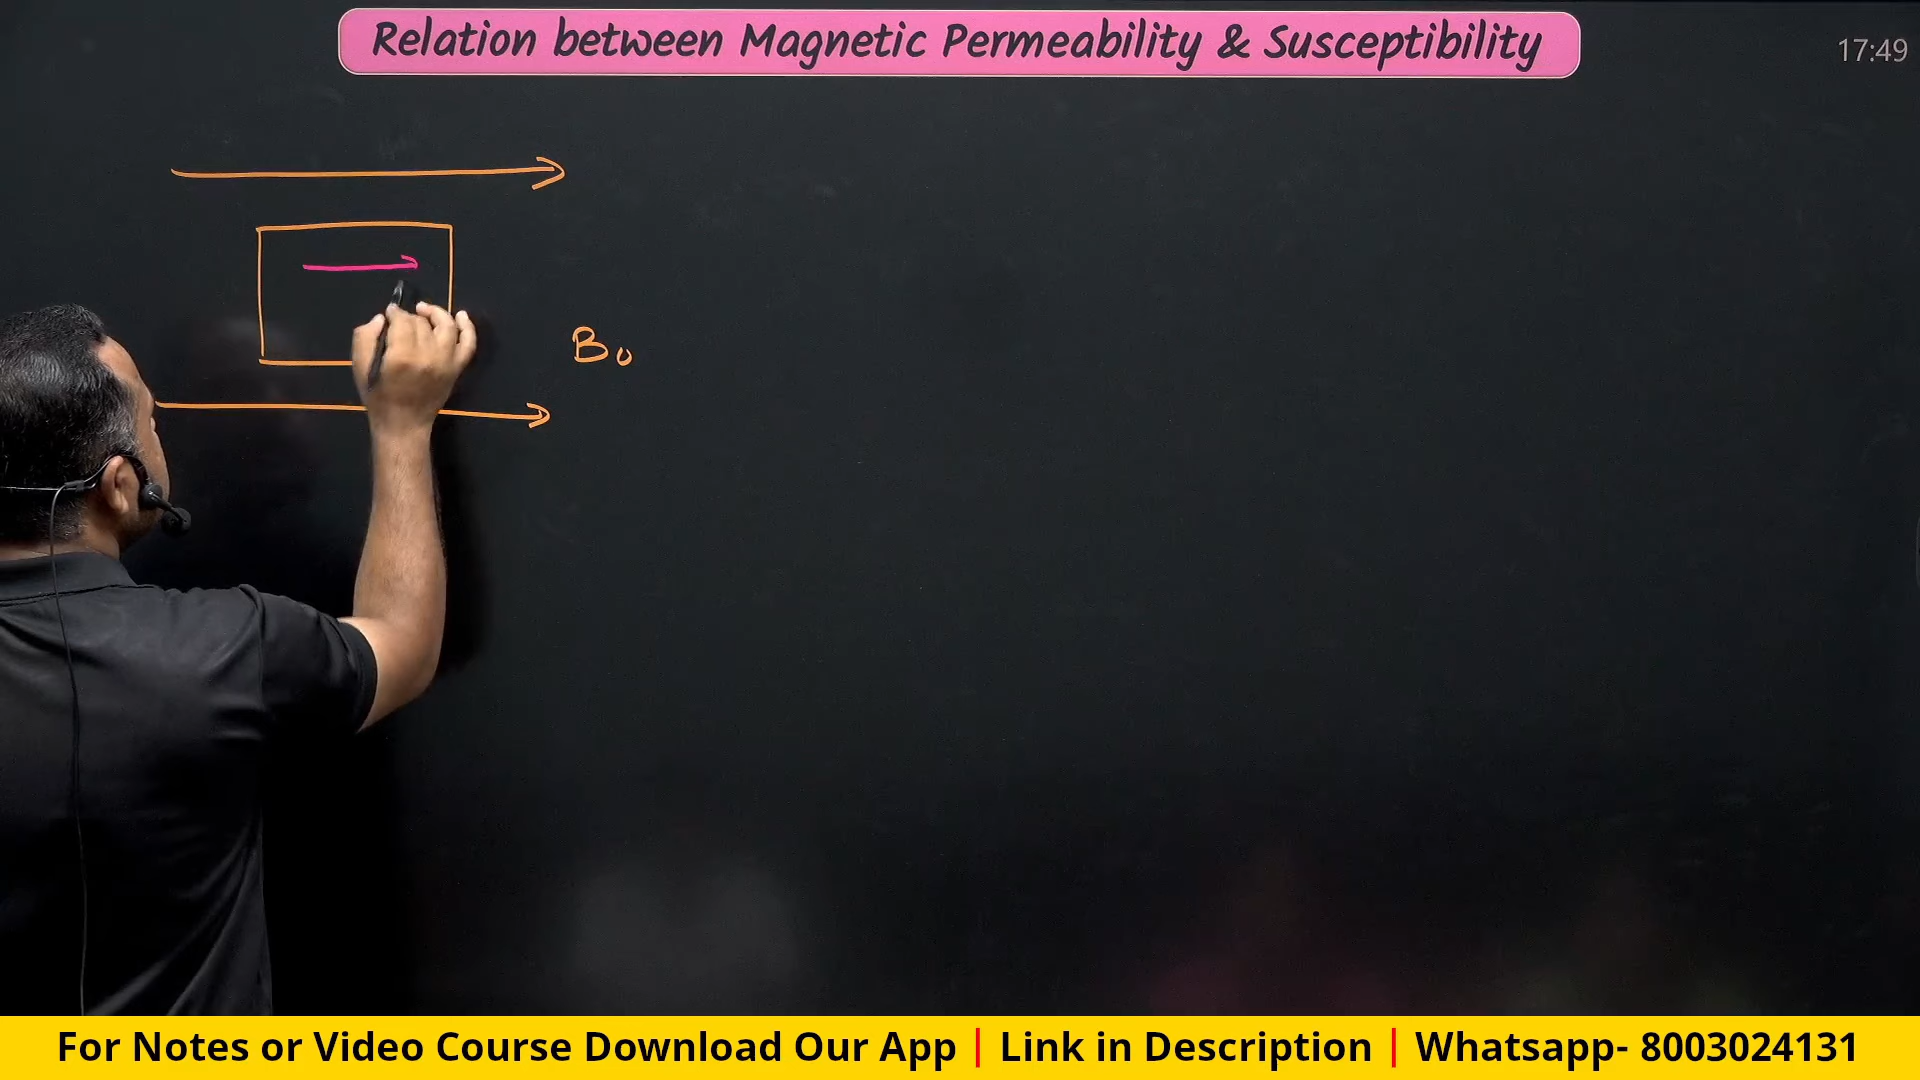 Relation between Magnetic Permeability & Susceptibility
17:49
B₀
For Notes or Video Course Download Our App | Link in Description | Whatsapp- 8003024131